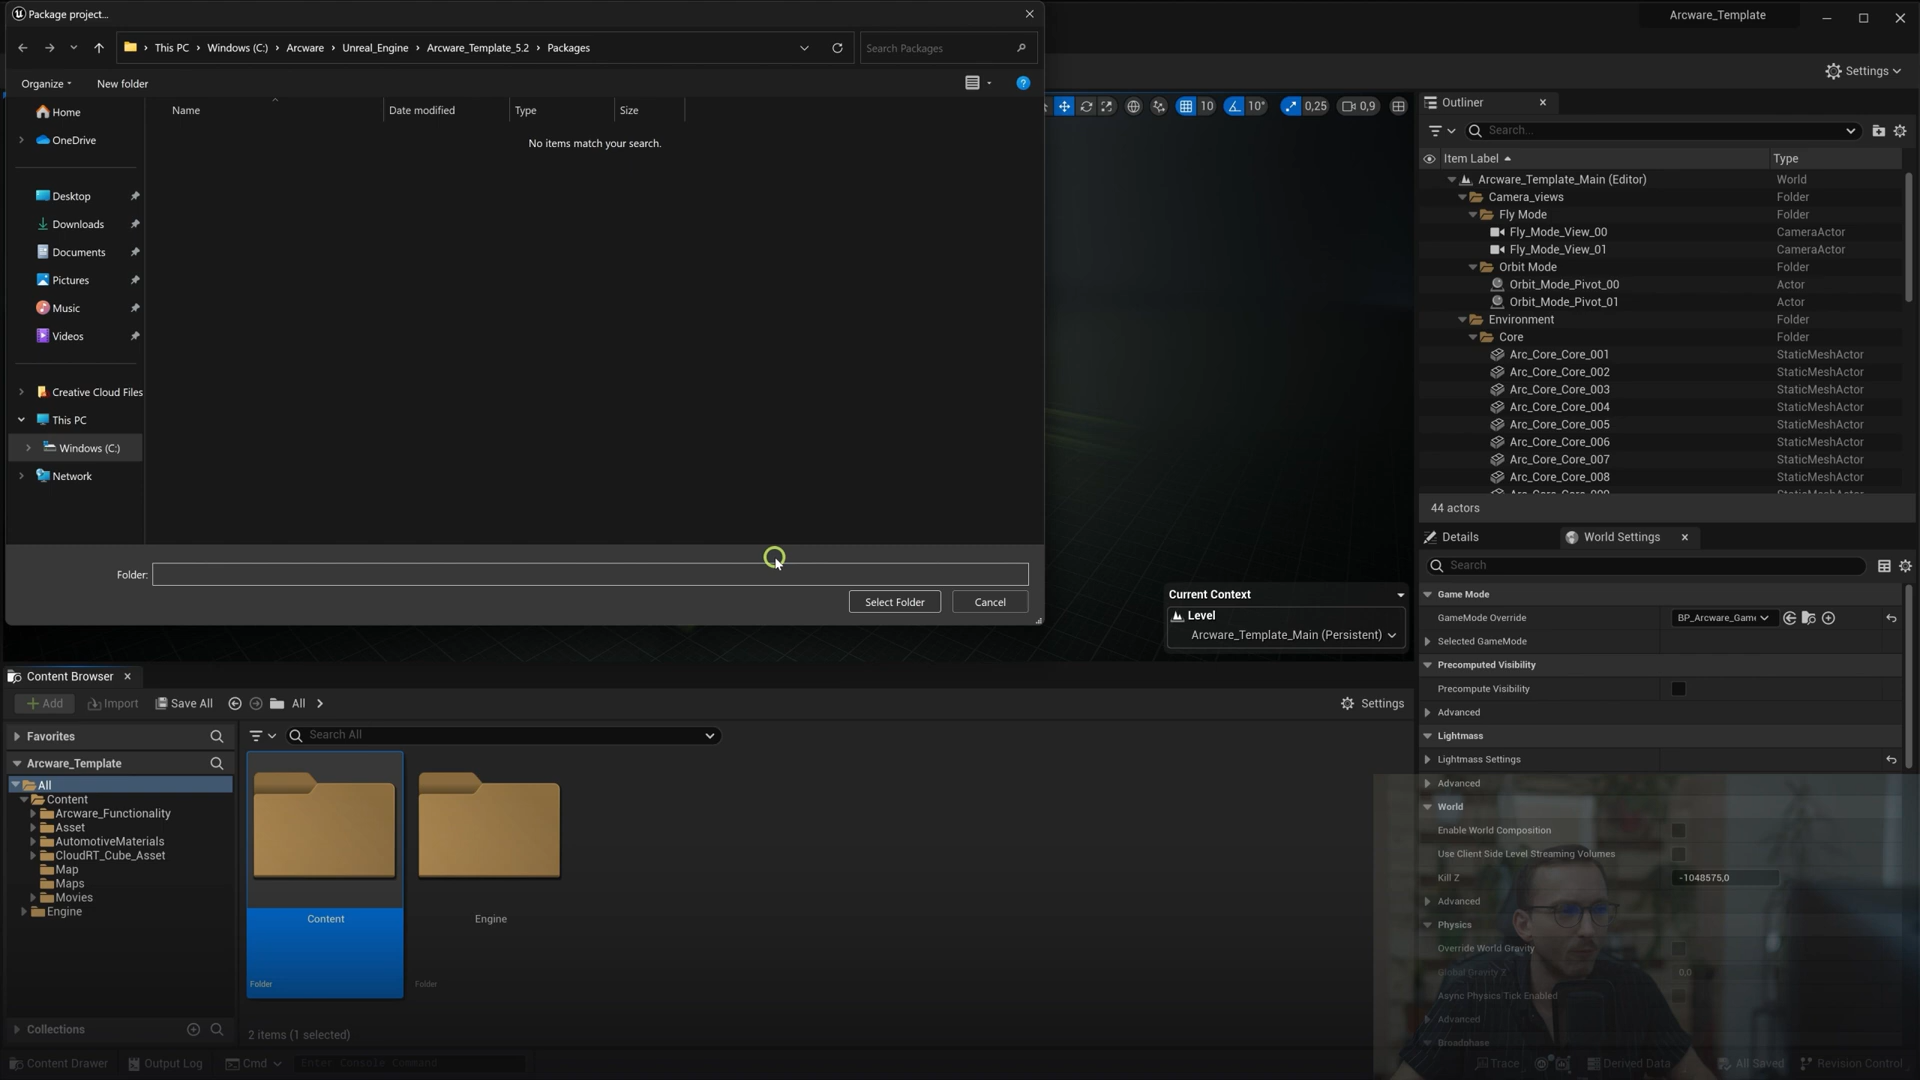 Package project...
This PC
Windows (C:)
Arcware
Unreal_Engine
Arcware_Template_5.2
Packages
Search Packages
Organize
New folder
Name
Date modified
Type
Size
No items match your search.
Home
OneDrive
Desktop
Downloads
Documents
Pictures
Music
Videos
Creative Cloud Files
This PC
Windows (C:)
Network
Folder:
Select Folder
Cancel
Arcware_Template
Settings
10
10°
0,25
0,9
Outliner
Search...
Item Label
Type
Arcware_Template_Main (Editor)
World
Camera_views
Folder
Fly Mode
Folder
Fly_Mode_View_00
CameraActor
Fly_Mode_View_01
CameraActor
Orbit Mode
Folder
Orbit_Mode_Pivot_00
Actor
Orbit_Mode_Pivot_01
Actor
Environment
Folder
Core
Folder
Arc_Core_Core_001
StaticMeshActor
Arc_Core_Core_002
StaticMeshActor
Arc_Core_Core_003
StaticMeshActor
Arc_Core_Core_004
StaticMeshActor
Arc_Core_Core_005
StaticMeshActor
Arc_Core_Core_006
StaticMeshActor
Arc_Core_Core_007
StaticMeshActor
Arc_Core_Core_008
StaticMeshActor
44 actors
Details
World Settings
Search
Game Mode
GameMode Override
BP_Arcware_Gam
Selected GameMode
Precomputed Visibility
Precompute Visibility
Advanced
Lightmass
Lightmass Settings
Advanced
World
Enable World Composition
Use Client Side Level Streaming Volumes
Kill Z
-1048575,0
Advanced
Physics
Override World Gravity
Global Gravity Z
0,0
Async Physics Tick Enabled
Advanced
Broadphase
Current Context
Level
Arcware_Template_Main (Persistent)
Content Browser
Add
Import
Save All
All
Settings
Favorites
Search All
Arcware_Template
All
Content
Arcware_Functionality
Asset
AutomotiveMaterials
CloudRT_Cube_Asset
Map
Maps
Movies
Engine
Content
Folder
Engine
Folder
Collections
2 items (1 selected)
Content Drawer
Output Log
Cmd
Enter Console Command
Trace
Derived Data
All Saved
Revision Control